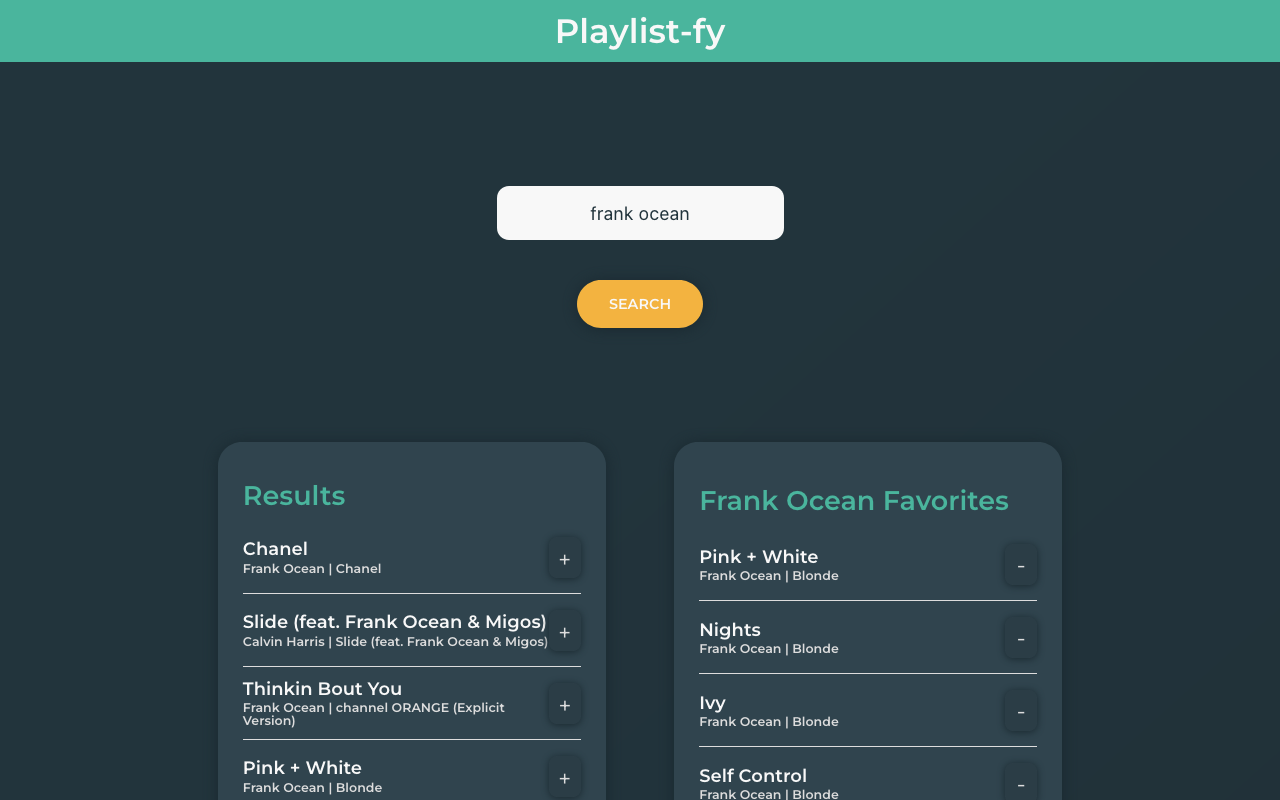 Playlist-fy
frank ocean
SEARCH
Results
Chanel
Frank Ocean | Chanel
+
Slide (feat. Frank Ocean & Migos)
Calvin Harris | Slide (feat. Frank Ocean & Migos)
+
Thinkin Bout You
Frank Ocean | channel ORANGE (Explicit
Version)
+
Pink + White
Frank Ocean | Blonde
+
Frank Ocean Favorites
Pink + White
Frank Ocean | Blonde
-
Nights
Frank Ocean | Blonde
-
Ivy
Frank Ocean | Blonde
-
Self Control
Frank Ocean | Blonde
-